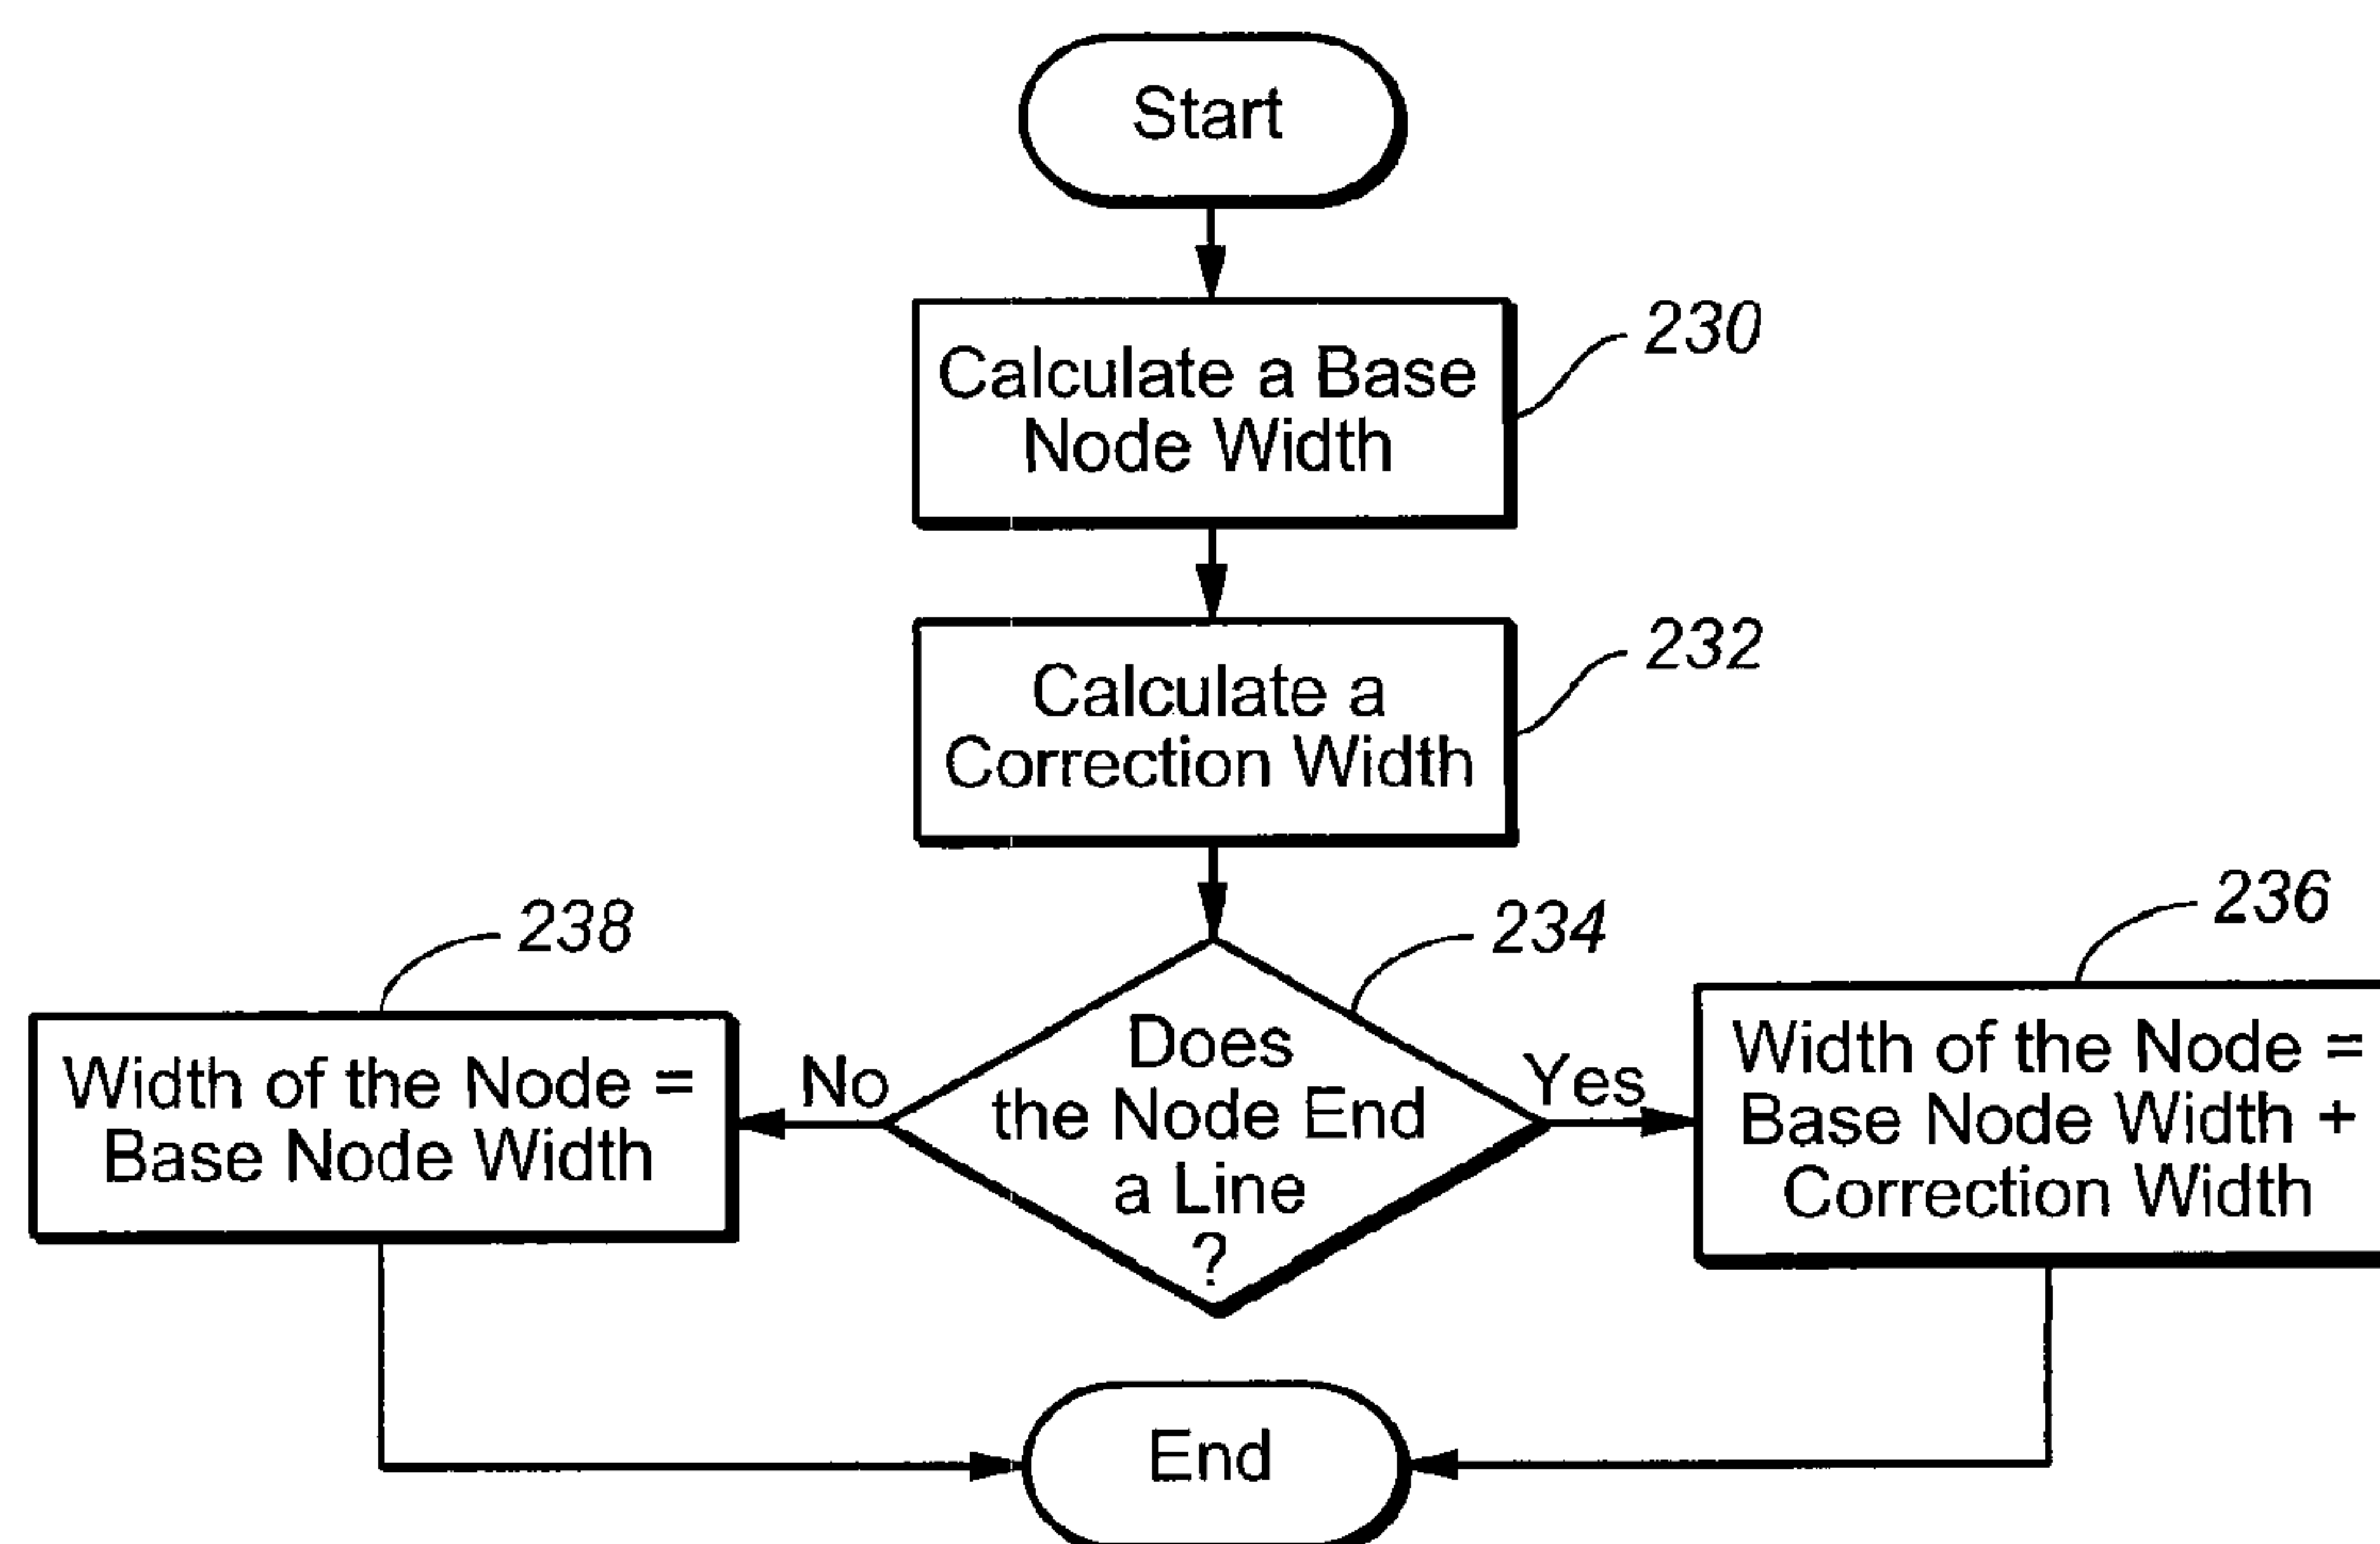 Start
Calculate a Base
Node Width
230
Calculate a
Correction Width
232
238
234
236
Width of the Node =
Base Node Width
No
Does
the Node End
a Line
?
Yes
Width of the Node =
Base Node Width +
Correction Width
End